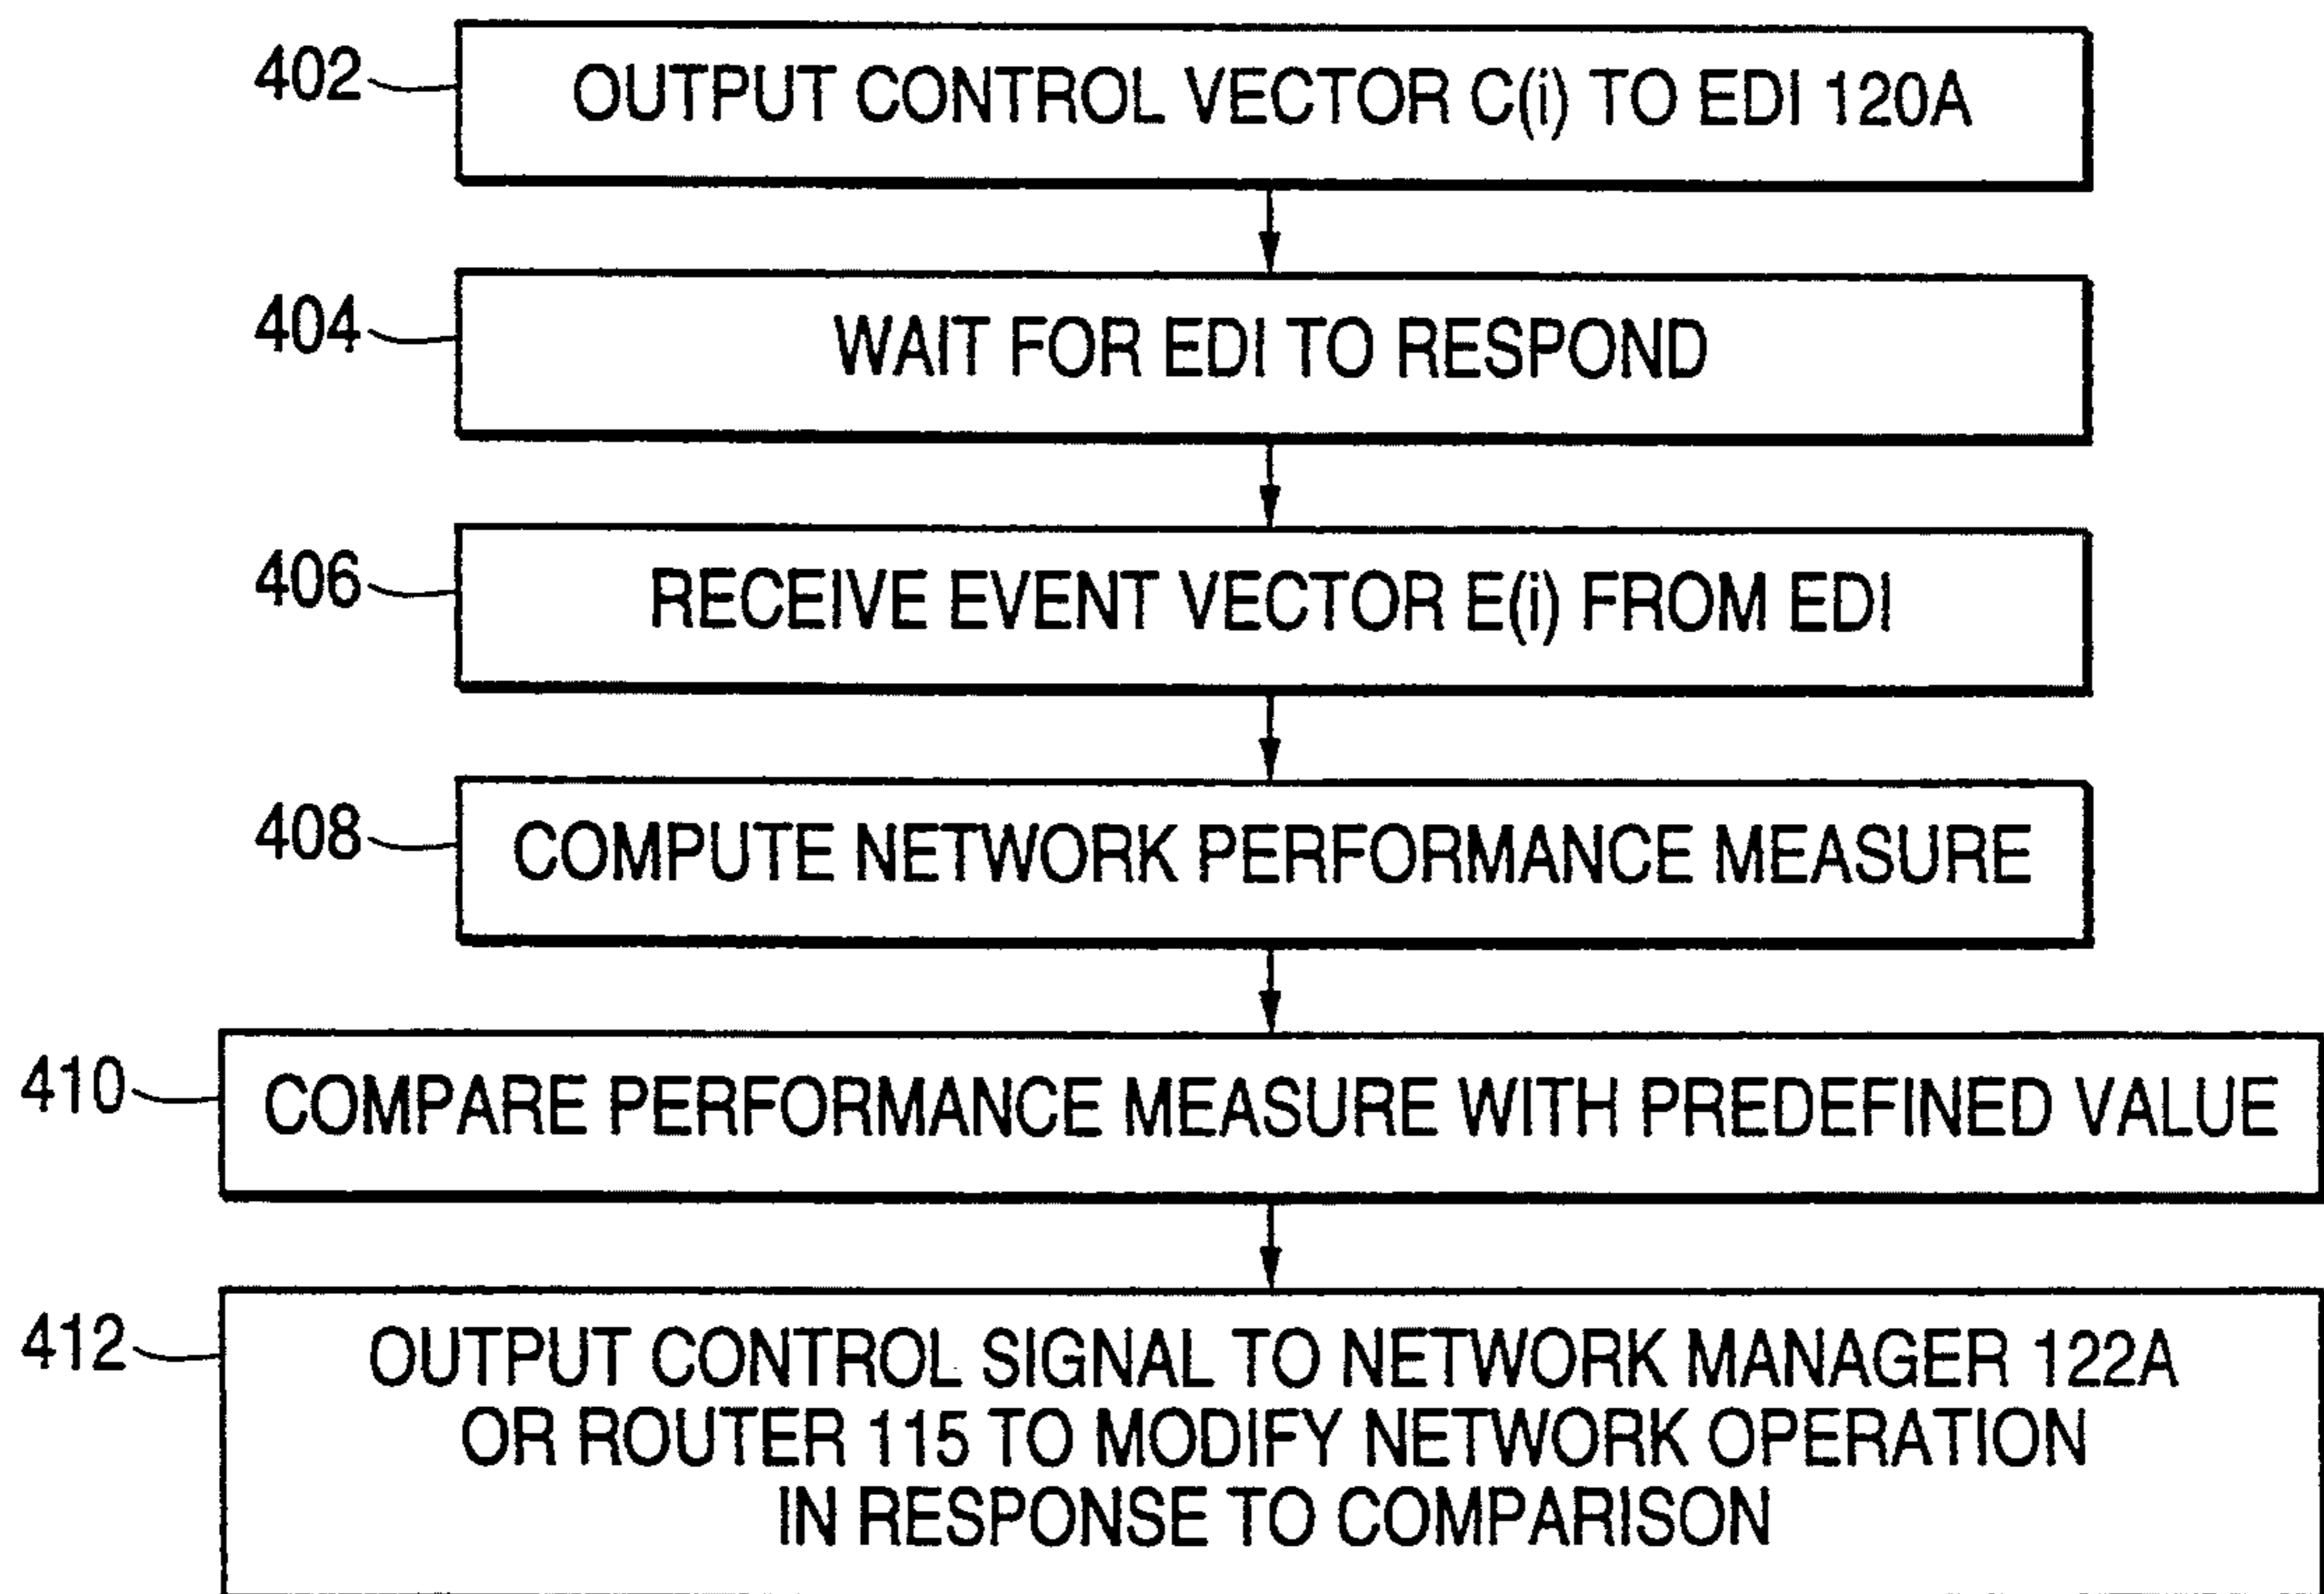 402
OUTPUT CONTROL VECTOR C(i) TO EDI 120A
404
WAIT FOR EDI TO RESPOND
406
RECEIVE EVENT VECTOR E(i) FROM EDI
408
COMPUTE NETWORK PERFORMANCE MEASURE
410
COMPARE PERFORMANCE MEASURE WITH PREDEFINED VALUE
412
OUTPUT CONTROL SIGNAL TO NETWORK MANAGER 122A
OR ROUTER 115 TO MODIFY NETWORK OPERATION
IN RESPONSE TO COMPARISON